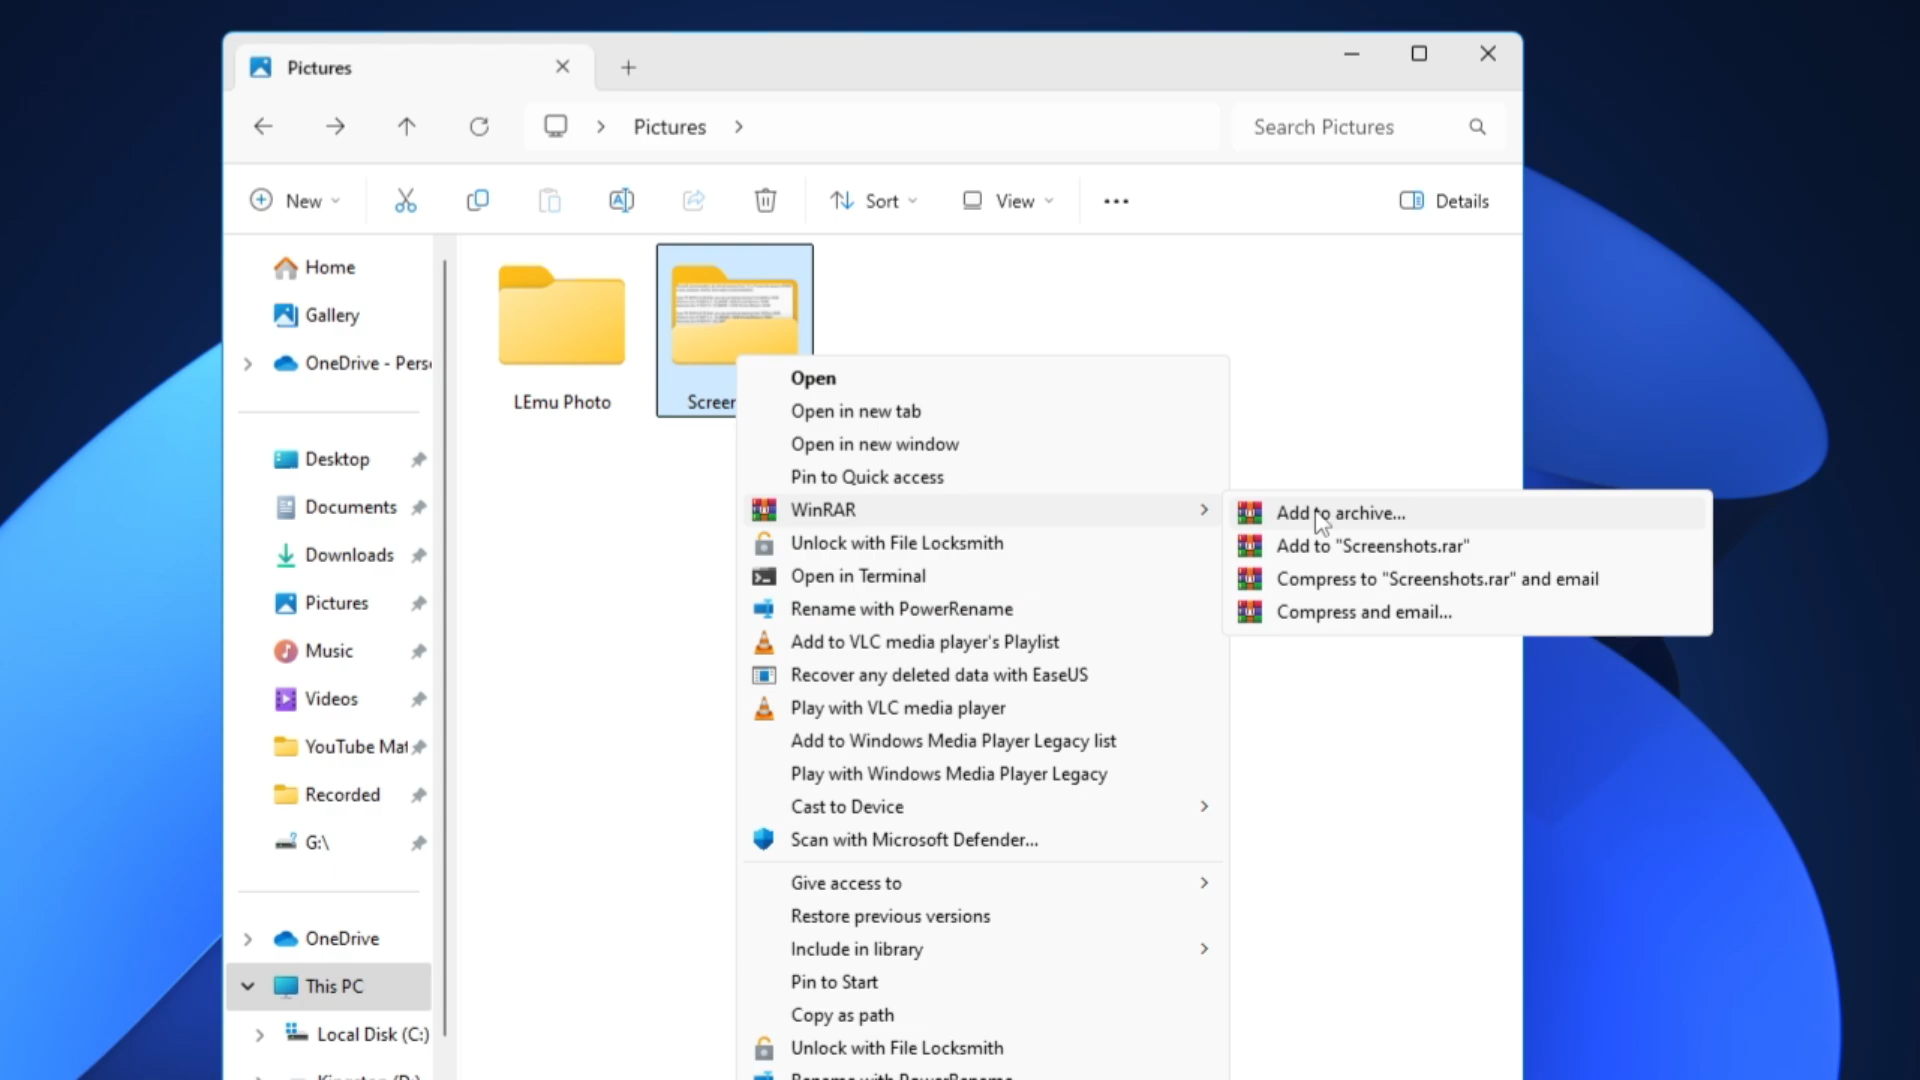 Pictures
Pictures
Search Pictures
New
Sort
View
Details
Home
Gallery
OneDrive - Pers
Desktop
Documents
Downloads
Pictures
Music
Videos
YouTube Mat
Recorded
G:\
OneDrive
This PC
Local Disk (C:)
LEmu Photo
Screen
Open
Open in new tab
Open in new window
Pin to Quick access
WinRAR
Unlock with File Locksmith
Open in Terminal
Rename with PowerRename
Add to VLC media player's Playlist
Recover any deleted data with EaseUS
Play with VLC media player
Add to Windows Media Player Legacy list
Play with Windows Media Player Legacy
Cast to Device
Scan with Microsoft Defender...
Give access to
Restore previous versions
Include in library
Pin to Start
Copy as path
Unlock with File Locksmith
Rename with PowerRename
Add to archive...
Add to "Screenshots.rar"
Compress to "Screenshots.rar" and email
Compress and email...